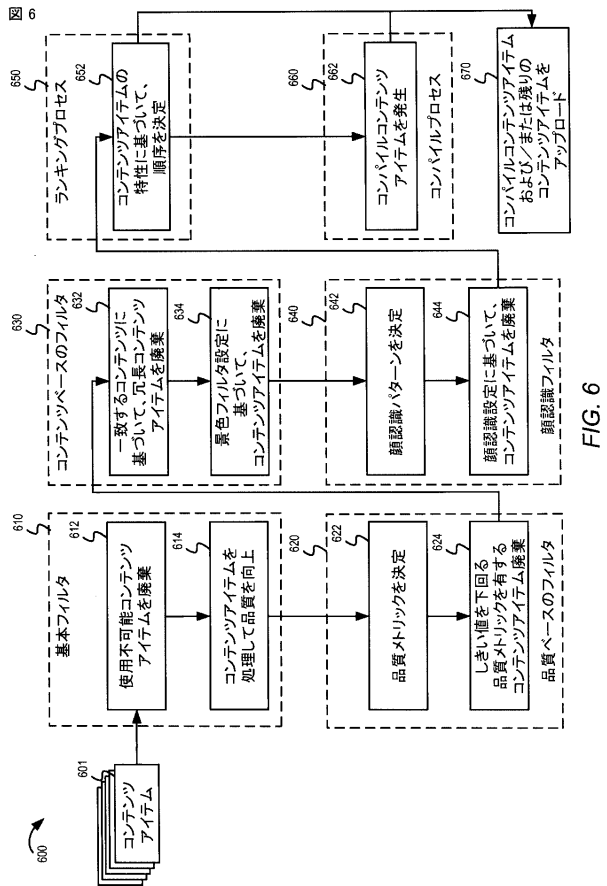 図 6
600
601
コンテンツ
アイテム
610
基本フィルタ
612
使用不可能コンテンツ
アイテムを廃棄
614
コンテンツアイテムを
処理して品質を向上
620
622
品質メトリックを決定
624
しきい値を下回る
品質メトリックを有する
コンテンツアイテム廃棄
品質ベースのフィルタ
630
コンテンツベースのフィルタ
632
一致するコンテンツに
基づいて、冗長コンテンツ
アイテムを廃棄
634
景色フィルタ設定に
基づいて、
コンテンツアイテムを廃棄
640
642
顔認識パターンを決定
644
顔認識設定に基づいて、
コンテンツアイテムを廃棄
顔認識フィルタ
650
ランキングプロセス
652
コンテンツアイテムの
特性に基づいて、
順序を決定
660
662
コンパイルコンテンツ
アイテムを発生
コンパイルプロセス
670
コンパイルコンテンツアイテム
および／または残りの
コンテンツアイテムを
アップロード
FIG. 6